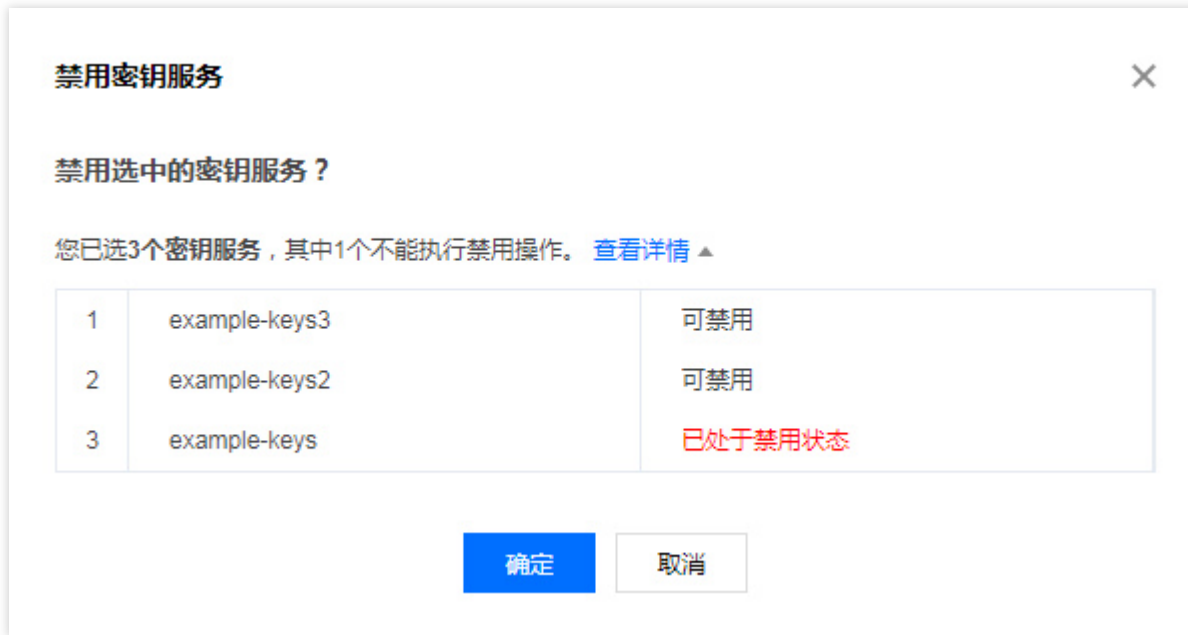 禁用密钥服务
禁用选中的密钥服务？
您已选3个密钥服务，其中1个不能执行禁用操作。 查看详情
1 example-keys3 可禁用
2 example-keys2 可禁用
3 example-keys 已处于禁用状态
确定 取消